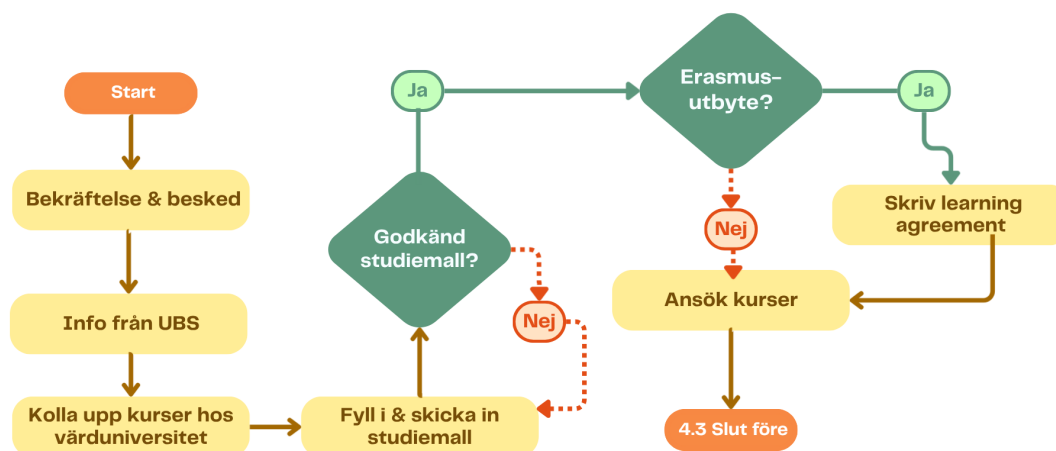 Start
Bekräftelse & besked
Info från UBS
Kolla upp kurser hos
värduniversitet
Fyll i & skicka in
studiemall
Godkänd
studiemall?
Nej
Ja
Erasmus-
utbyte?
Ja
Skriv learning
agreement
Nej
Ansök kurser
4.3 Slut före